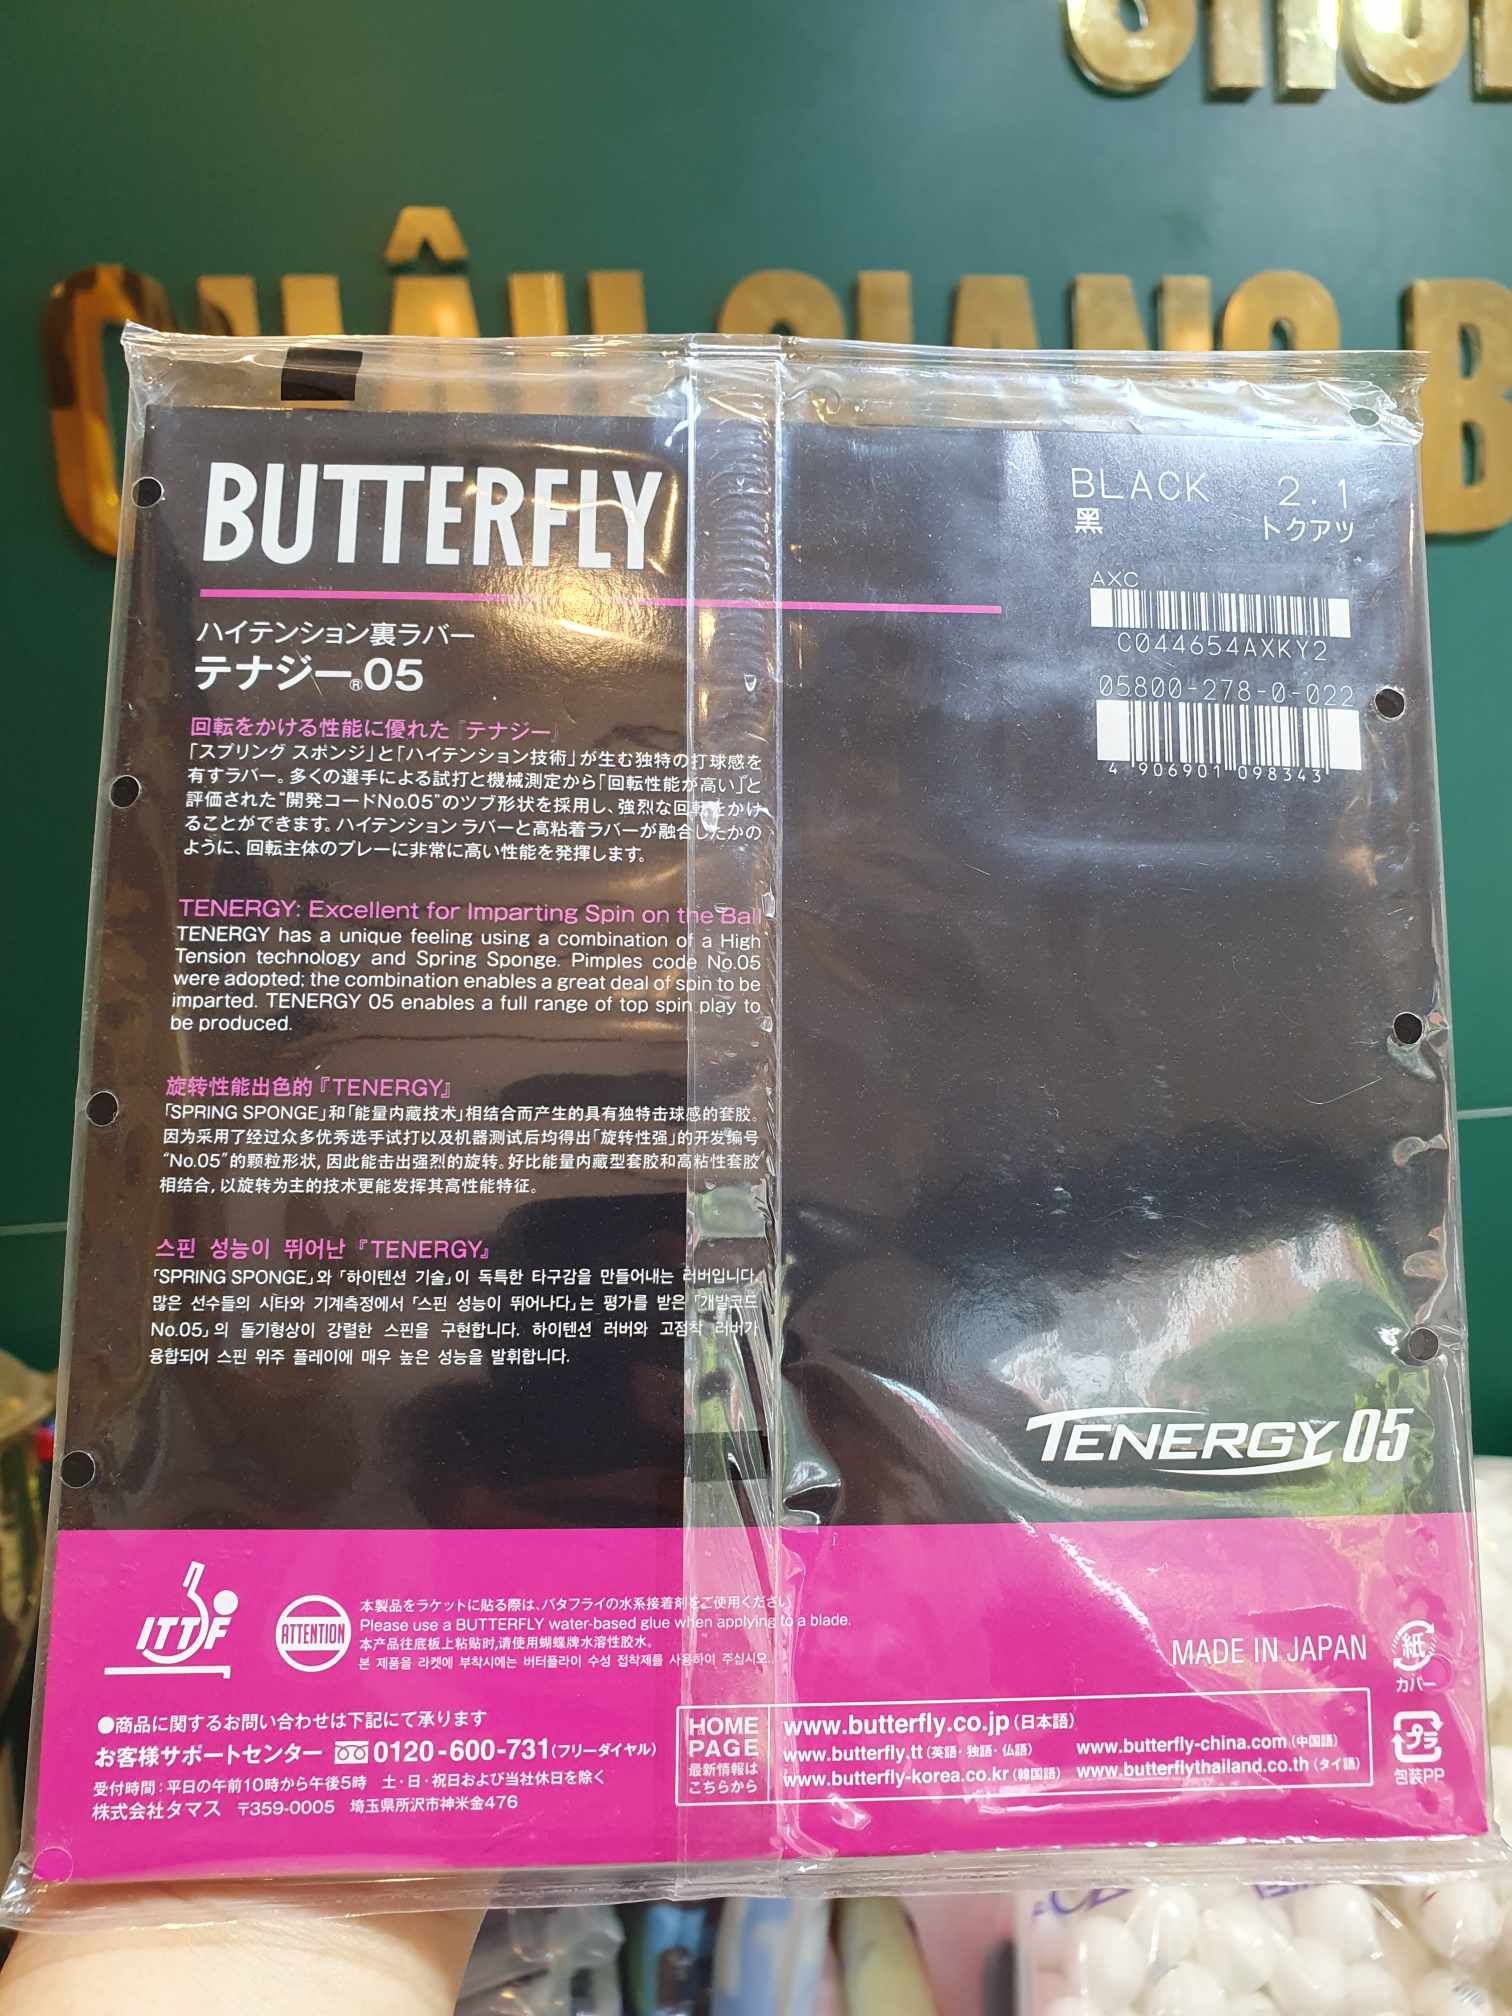 CHÂU GIANG B
BUTTERFLY
ハイテンション裏ラバー
テナジー®05
回転をかける性能に優れた『テナジー』
「スプリング スポンジ」と「ハイテンション技術」が生む独特の打球感を
有すラバー。多くの選手による試打と機械測定から「回転性能が高い」と
評価された“開発コードNo.05”のツブ形状を採用し、強烈な回転をかけ
ることができます。ハイテンションラバーと高粘着ラバーが融合したかの
ように、回転主体のプレーに非常に高い性能を発揮します。
TENERGY: Excellent for Imparting Spin on the Ball
TENERGY has a unique feeling using a combination of a High
Tension technology and Spring Sponge. Pimples code No.05
were adopted: the combination enables a great deal of spin to be
imparted. TENERGY 05 enables a full range of top spin play to
be produced.
旋转性能出色的『TENERGY』
「SPRING SPONGE」和「能量内藏技术」相结合而产生的具有独特击球感的套胶。
因为采用了经过众多优秀选手试打以及机器测试后均得出「旋转性强」的开发编号
“No.05”的颗粒形状,因此能击出强烈的旋转。好比能量内藏型套胶和高粘性套胶
相结合,以旋转为主的技术更能发挥其高性能特征。
스핀 성능이 뛰어난 『TENERGY』
「SPRING SPONGE」와 「하이텐션 기술」이 독특한 타구감을 만들어내는 러버입니다.
많은 선수들의 시타와 기계측정에서 「스핀 성능이 뛰어나다」는 평가를 받은 「개발코드
No.05」의 돌기형상이 강렬한 스핀을 구현합니다. 하이텐션 러버와 고점착 러버가
융합되어 스핀 위주 플레이에 매우 높은 성능을 발휘합니다.
BLACK 2.1
黒 トクアツ
AXC
C044654AXKY2
05800-278-0-022
4 906901 098343
TENERGY 05
ITTF
ATTENTION
本製品をラケットに貼る際は、バタフライの水系接着剤をご使用ください。
Please use a BUTTERFLY water-based glue when applying to a blade.
本产品往底板上粘贴时,请使用蝴蝶牌水溶性胶水。
본 제품을 라켓에 부착시에는 버터플라이 수성 접착제를 사용하여 주십시오.
MADE IN JAPAN
紙
カバー
●商品に関するお問い合わせは下記にて承ります
お客様サポートセンター 0120-600-731(フリーダイヤル)
受付時間:平日の午前10時から午後5時 土・日・祝日および当社休日を除く
株式会社タマス 〒359-0005 埼玉県所沢市神米金476
HOME
PAGE
最新情報は
こちらから
www.butterfly.co.jp(日本語)
www.butterfly.tt(英語・独語・仏語) www.butterfly-china.com(中国語)
www.butterfly-korea.co.kr(韓国語) www.butterflythailand.co.th(タイ語)
プラ
包装PP